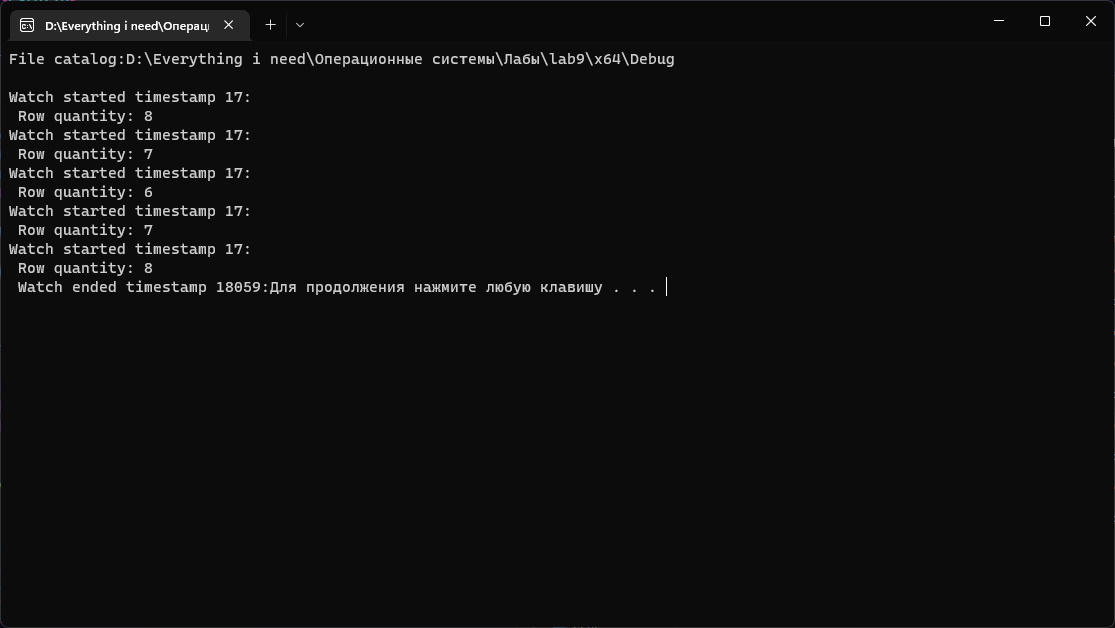 D:\Everything i need\Операц
File catalog:D:\Everything i need\Операционные системы\Лабы\lab9\x64\Debug
Watch started timestamp 17:
Row quantity: 8
Watch started timestamp 17:
Row quantity: 7
Watch started timestamp 17:
Row quantity: 6
Watch started timestamp 17:
Row quantity: 7
Watch started timestamp 17:
Row quantity: 8
Watch ended timestamp 18059:Для продолжения нажмите любую клавишу . . .